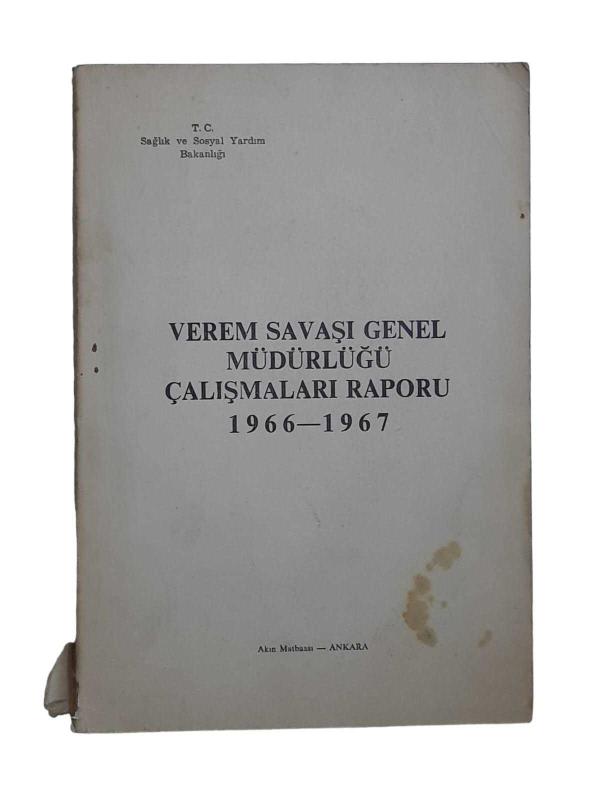 T. C.
Sağlık ve Sosyal Yardım
Bakanlığı
VEREM SAVAŞI GENEL
MÜDÜRLÜĞÜ
ÇALIŞMALARI RAPORU
1966—1967
Akın Matbaası — ANKARA